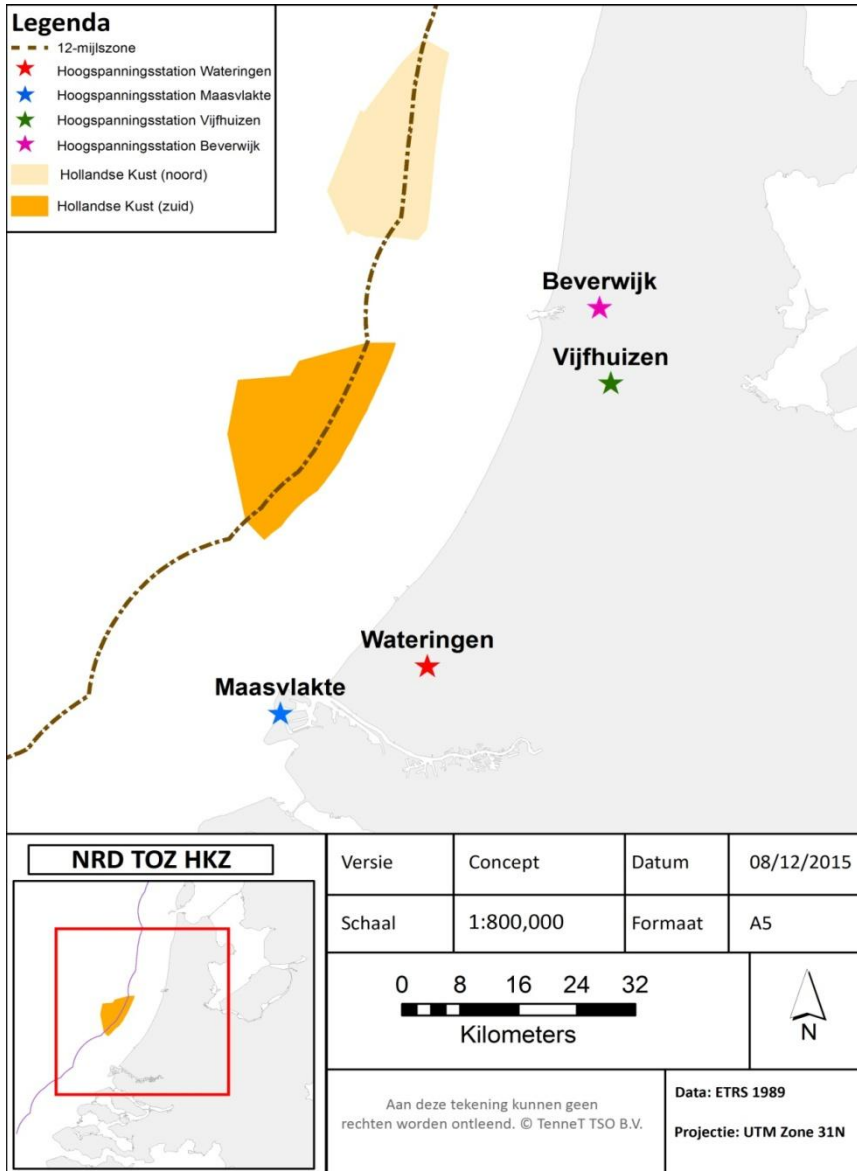 Legenda
12-mijlszone
Hoogspanningsstation Wateringen
Hoogspanningsstation Maasvlakte
Hoogspanningsstation Vijfhuizen
Hoogspanningsstation Beverwijk
Hollandse Kust (noord)
Hollandse Kust (zuid)
Beverwijk
Vijfhuizen
Wateringen
Maasvlakte
NRD TOZ HKZ
Versie Concept Datum 08/12/2015
Schaal 1:800,000 Formaat A5
0 8 16 24 32
Kilometers
N
Aan deze tekening kunnen geen
rechten worden ontleend. © TenneT TSO B.V.
Data: ETRS 1989
Projectie: UTM Zone 31N